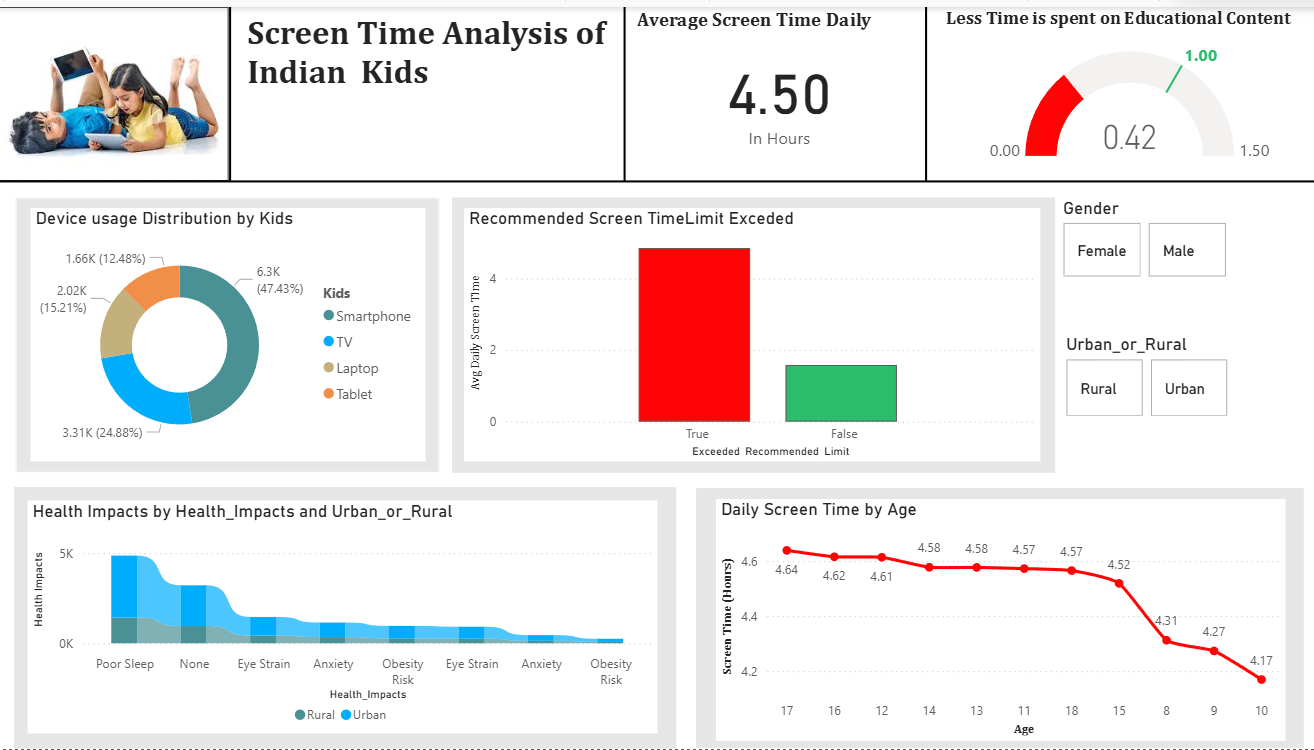 Screen Time Analysis of
Indian Kids
Average Screen Time Daily
4.50
In Hours
Less Time is spent on Educational Content
1.00
0.42
0.00
1.50
Device usage Distribution by Kids
1.66K (12.48%)
6.3K
(47.43%)
2.02K
(15.21%)
3.31K (24.88%)
Kids
Smartphone
TV
Laptop
Tablet
Recommended Screen TimeLimit Exceded
Avg Daily Screen TIme
4
2
0
True
False
Exceeded Recommended Limit
Gender
Female
Male
Urban_or_Rural
Rural
Urban
Health Impacts by Health_Impacts and Urban_or_Rural
Health Impacts
5K
0K
Poor Sleep
None
Eye Strain
Anxiety
Obesity
Risk
Eye Strain
Anxiety
Obesity
Risk
Health_Impacts
Rural
Urban
Daily Screen Time by Age
Screen Time (Hours)
4.6
4.4
4.2
4.64
4.62
4.61
4.58
4.58
4.57
4.57
4.52
4.31
4.27
4.17
17
16
12
14
13
11
18
15
8
9
10
Age